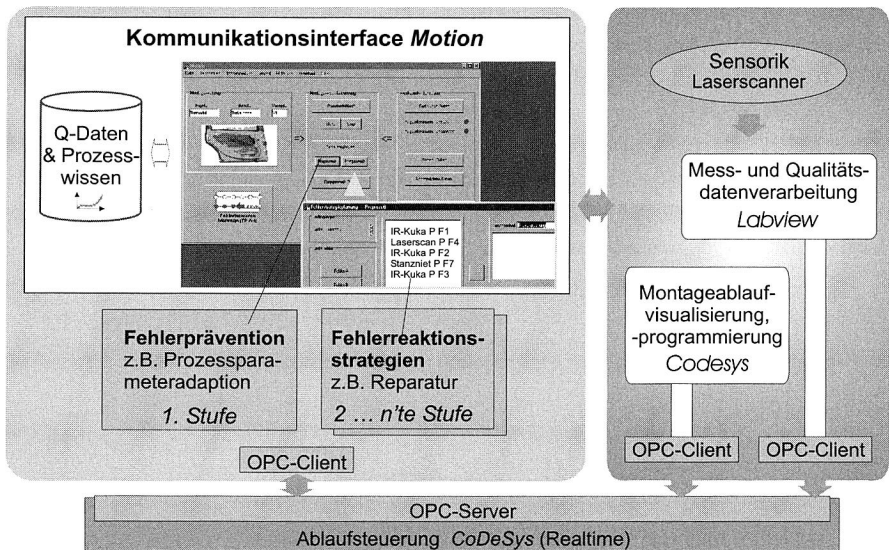 Kommunikationsinterface Motion
Q-Daten
& Prozess-
wissen
IR-Kuka P F1
Laserscan P F4
IR-Kuka P F2
Stanzniet P F7
IR-Kuka P F3
Fehlerprävention
z.B. Prozesspara-
meteradaption
1. Stufe
Fehlerreaktions-
strategien
z.B. Reparatur
2 ... n'te Stufe
OPC-Client
Sensorik
Laserscanner
Mess- und Qualitäts-
datenverarbeitung
Labview
Montageablauf-
visualisierung,
-programmierung
Codesys
OPC-Client
OPC-Client
OPC-Server
Ablaufsteuerung CoDeSys (Realtime)